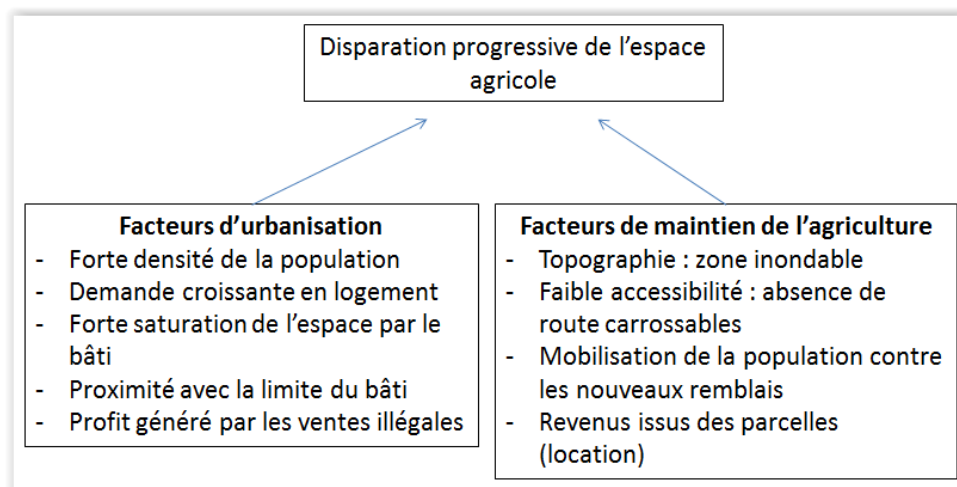 Disparation progressive de l’espace
agricole
Facteurs d’urbanisation
- Forte densité de la population
- Demande croissante en logement
- Forte saturation de l’espace par le
bâti
- Proximité avec la limite du bâti
- Profit généré par les ventes illégales
Facteurs de maintien de l’agriculture
- Topographie : zone inondable
- Faible accessibilité : absence de
route carrossables
- Mobilisation de la population contre
les nouveaux remblais
- Revenus issus des parcelles
(location)